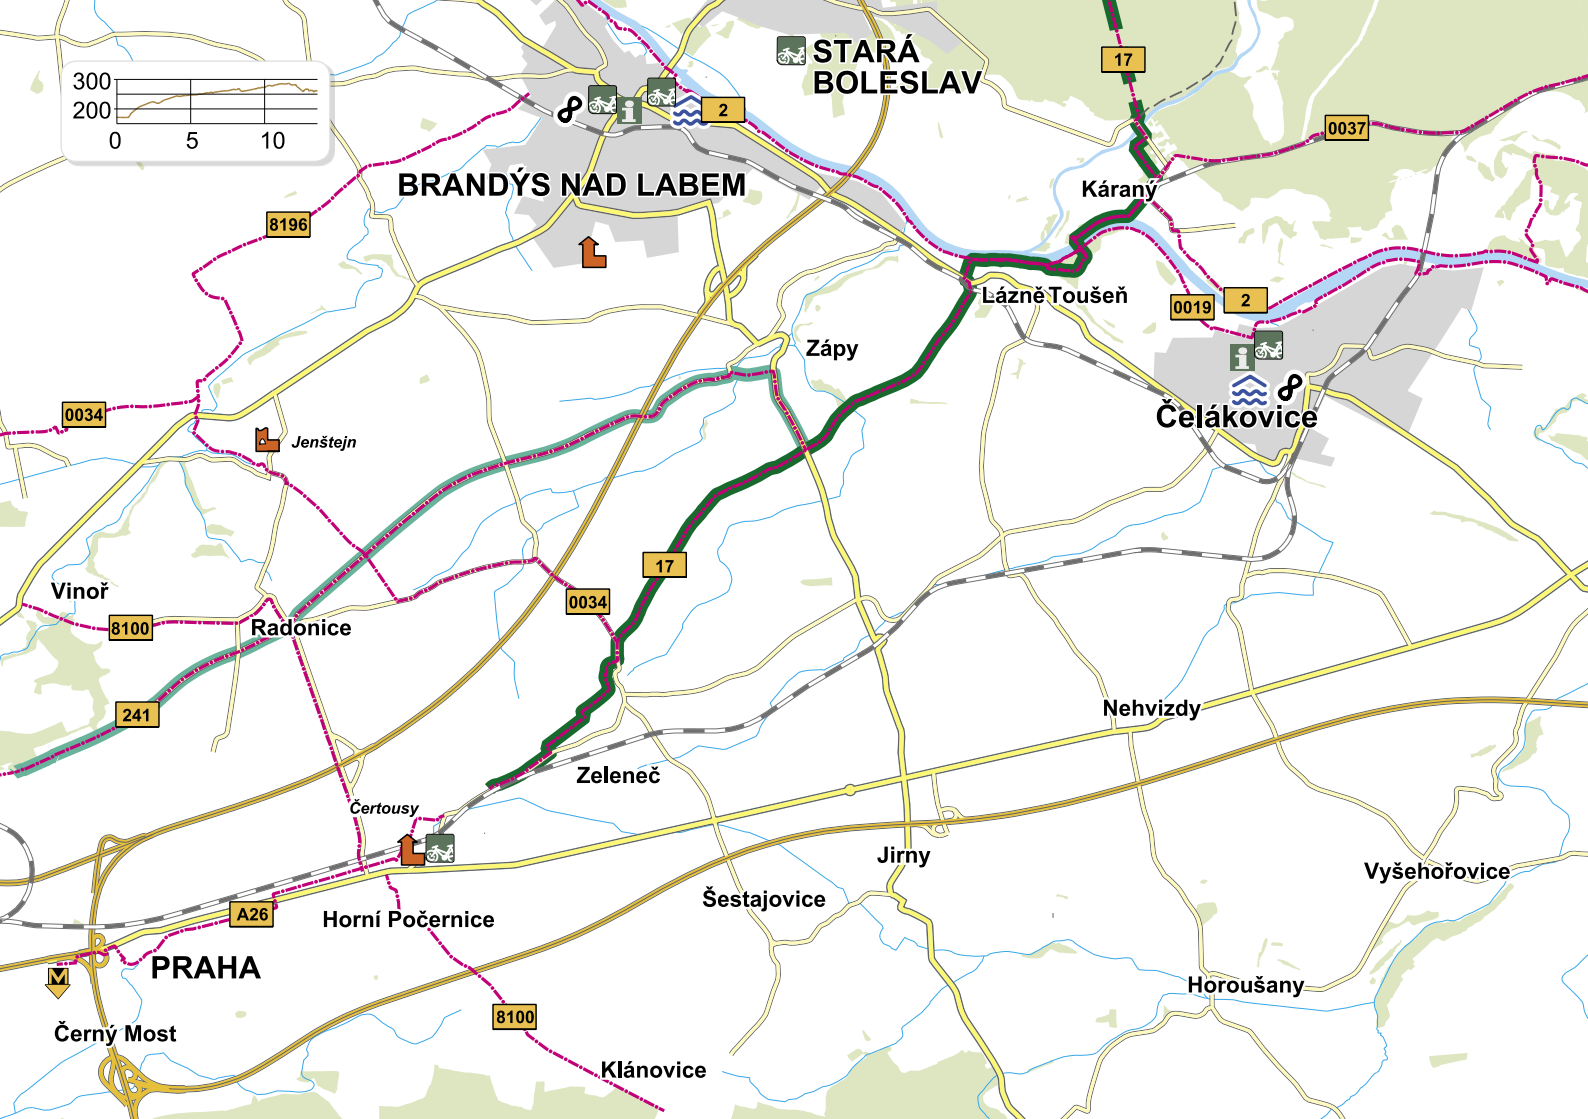 STARÁ
BOLESLAV
17
300
200
0
5
10
2
0037
BRANDÝS NAD LABEM
Káraný
8196
Lázně Toušeň
0019
2
Zápy
0034
Čelákovice
Jenštejn
17
Vinoř
0034
8100
Radonice
241
Nehvizdy
Zeleneč
Čertousy
Jirny
Vyšehořovice
Šestajovice
A26
Horní Počernice
PRAHA
M
Horoušany
8100
Černý Most
Klánovice